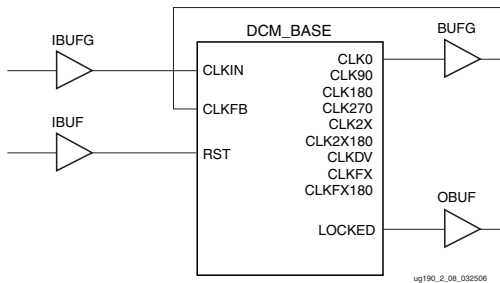 DCM_BASE
IBUFG
BUFG
CLKIN
CLK0
CLK90
CLK180
CLKFB
CLK270
CLK2X
IBUF
CLK2X180
RST
CLKDV
CLKFX
CLKFX180
OBUF
LOCKED
ug190_2_08_032506